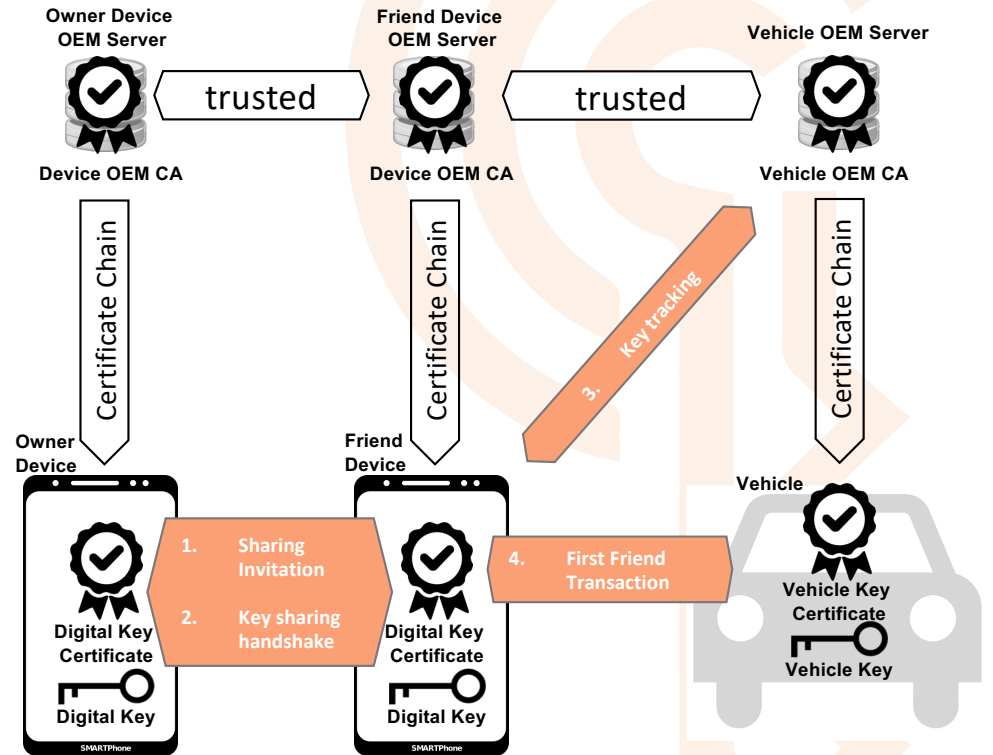 Owner Device
OEM Server
Friend Device
OEM Server
Vehicle OEM Server
trusted
trusted
Device OEM CA
Device OEM CA
Vehicle OEM CA
Certificate Chain
Certificate Chain
Certificate Chain
3. Key tracking
Owner
Device
Friend
Device
Vehicle
1. Sharing
Invitation
2. Key sharing
handshake
4. First Friend
Transaction
Digital Key
Certificate
Digital Key
SMARTPhone
Digital Key
Certificate
Digital Key
SMARTPhone
Vehicle Key
Certificate
Vehicle Key